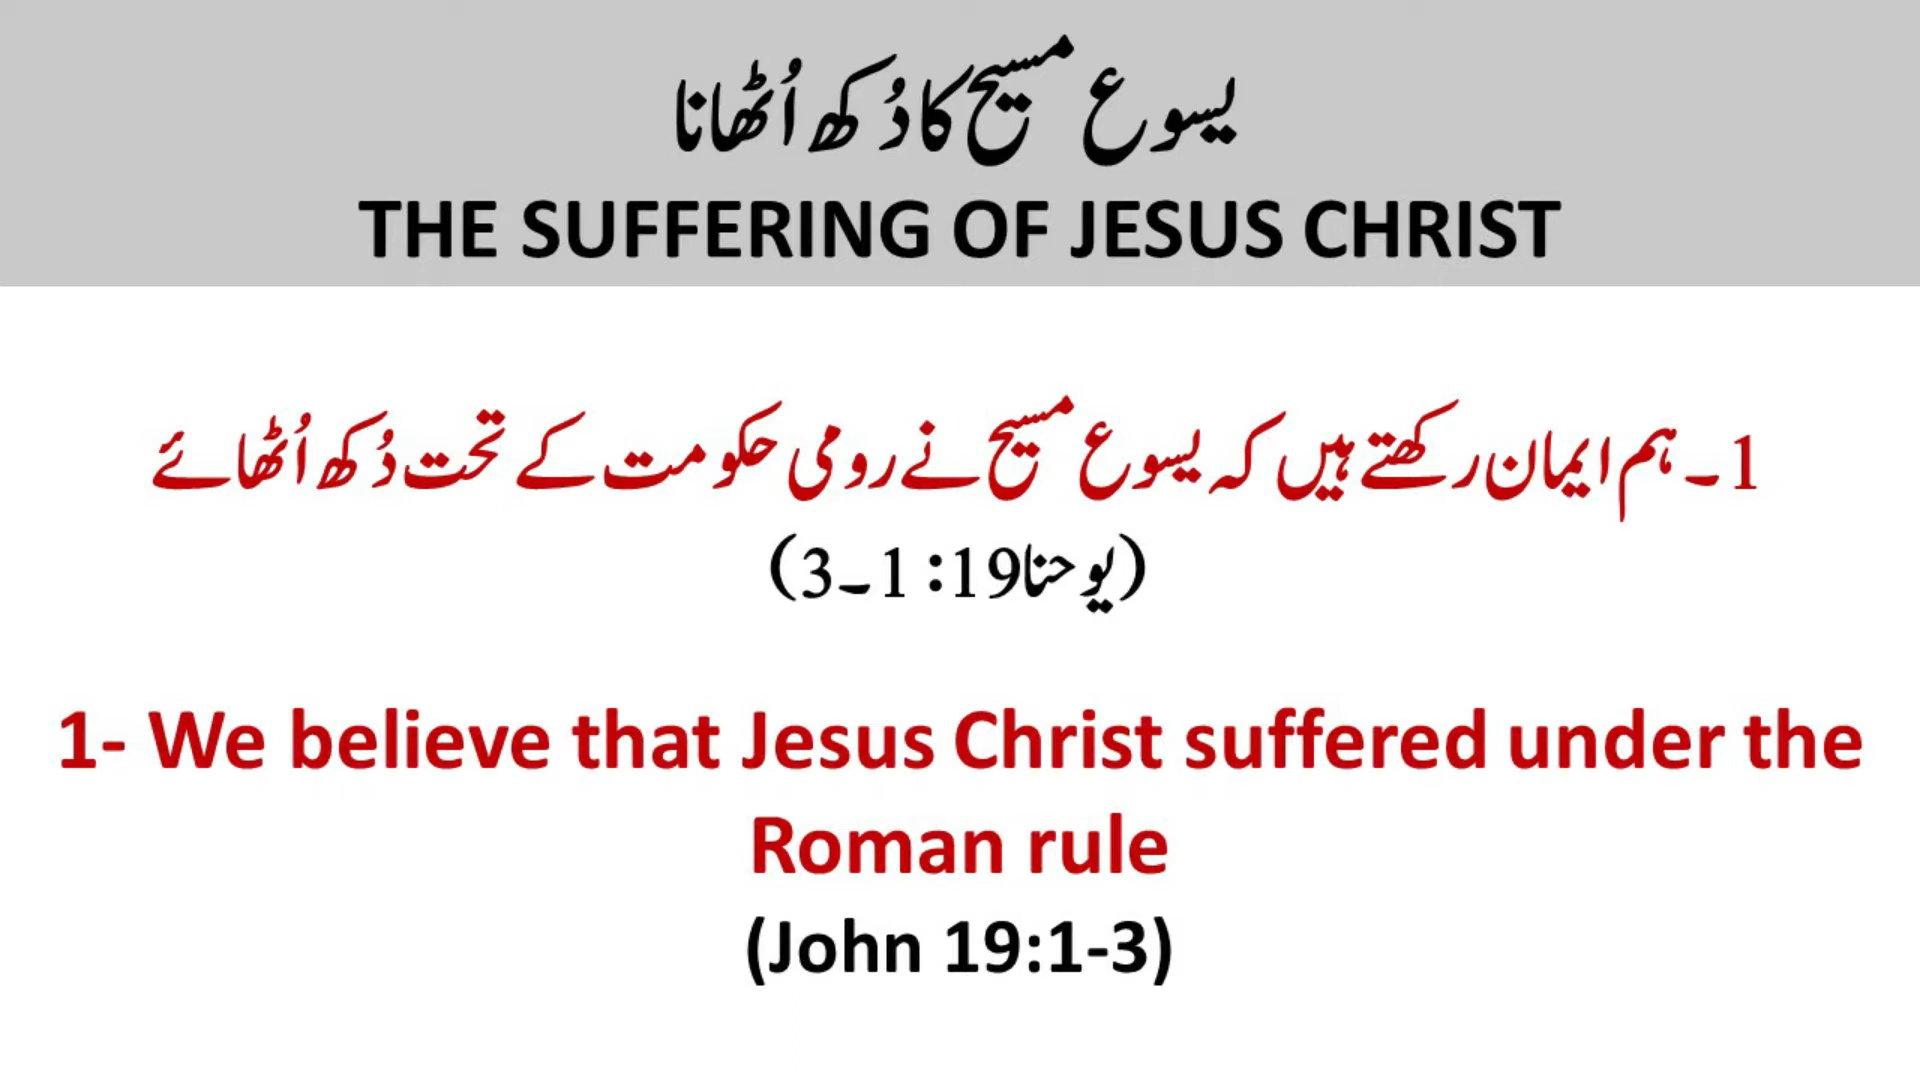 یسوع مسیح کا دُکھ اُٹھانا
THE SUFFERING OF JESUS CHRIST
1۔ ہم ایمان رکھتے ہیں کہ یسوع مسیح نے رومی حکومت کے تحت دُکھ اُٹھائے
(یوحنا19: 1۔3)
1- We believe that Jesus Christ suffered under the
Roman rule
(John 19:1-3)